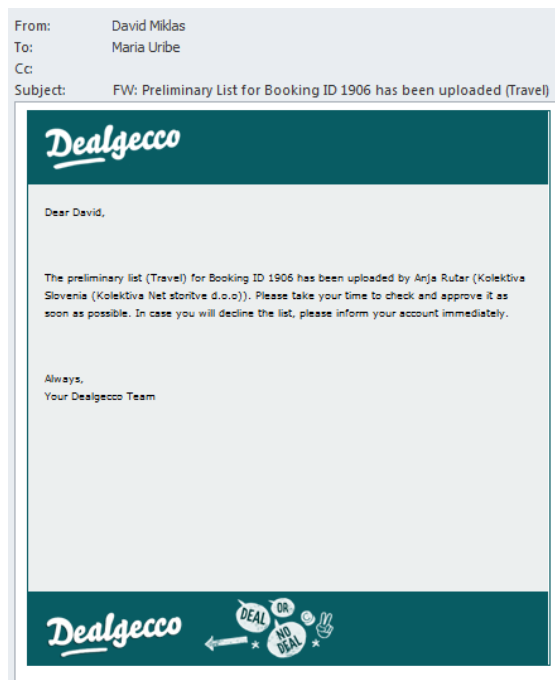 From: David Miklas
To: Maria Uribe
Cc:
Subject: FW: Preliminary List for Booking ID 1906 has been uploaded (Travel)
Dealgecco
Dear David,
The preliminary list (Travel) for Booking ID 1906 has been uploaded by Anja Rutar (Kolektiva
Slovenia (Kolektiva Net storitve d.o.o)). Please take your time to check and approve it as
soon as possible. In case you will decline the list, please inform your account immediately.
Always,
Your Dealgecco Team
Dealgecco
DEAL OR
NO
DEAL